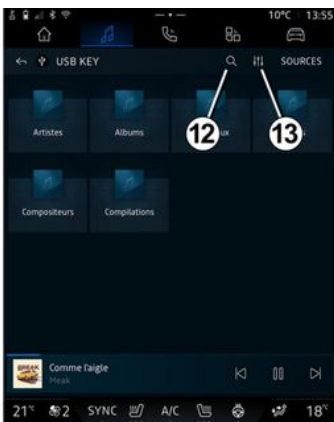 10°C 13:55
USB KEY SOURCES
12 13
Artistes Albums ux s
Compositeurs Compilations
Comme l'aigle
Meak
21° 2 SYNC A/C 18°